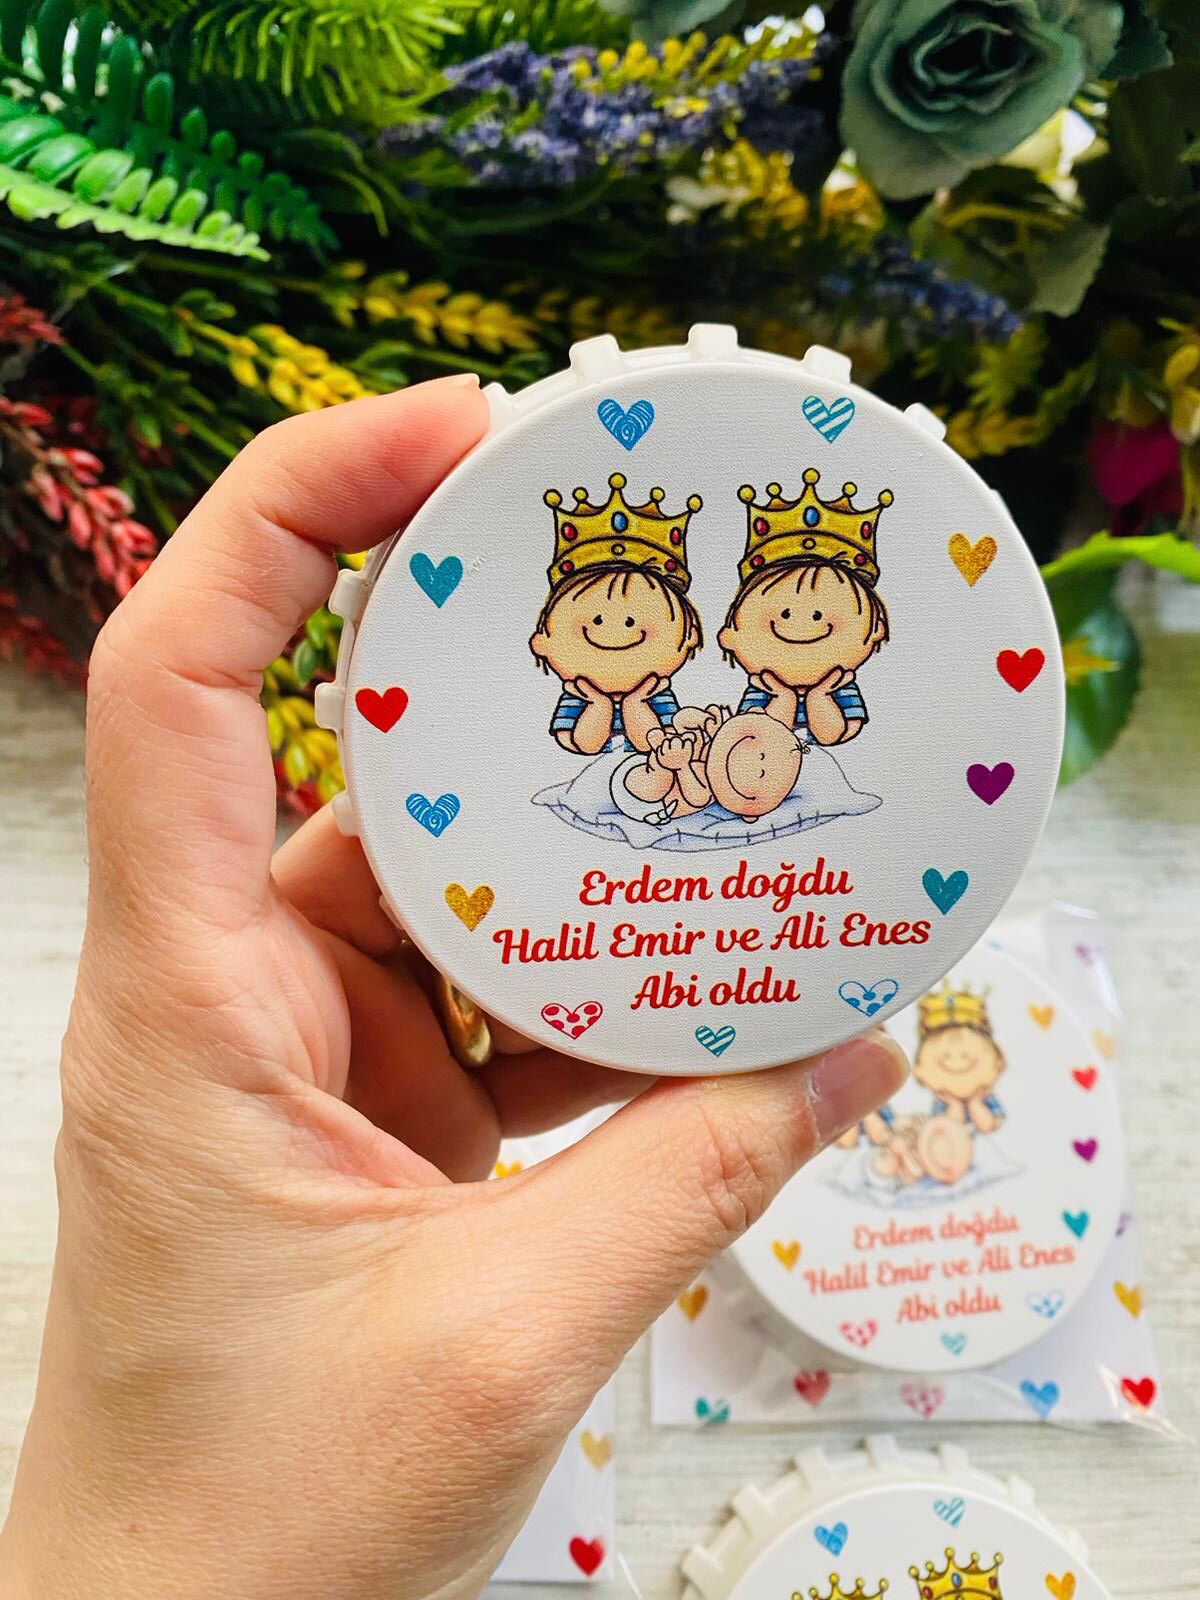 Erdem doğdu
Halil Emir ve Ali Enes
Abi oldu
Erdem doğdu
Halil Emir ve Ali Enes
Abi oldu